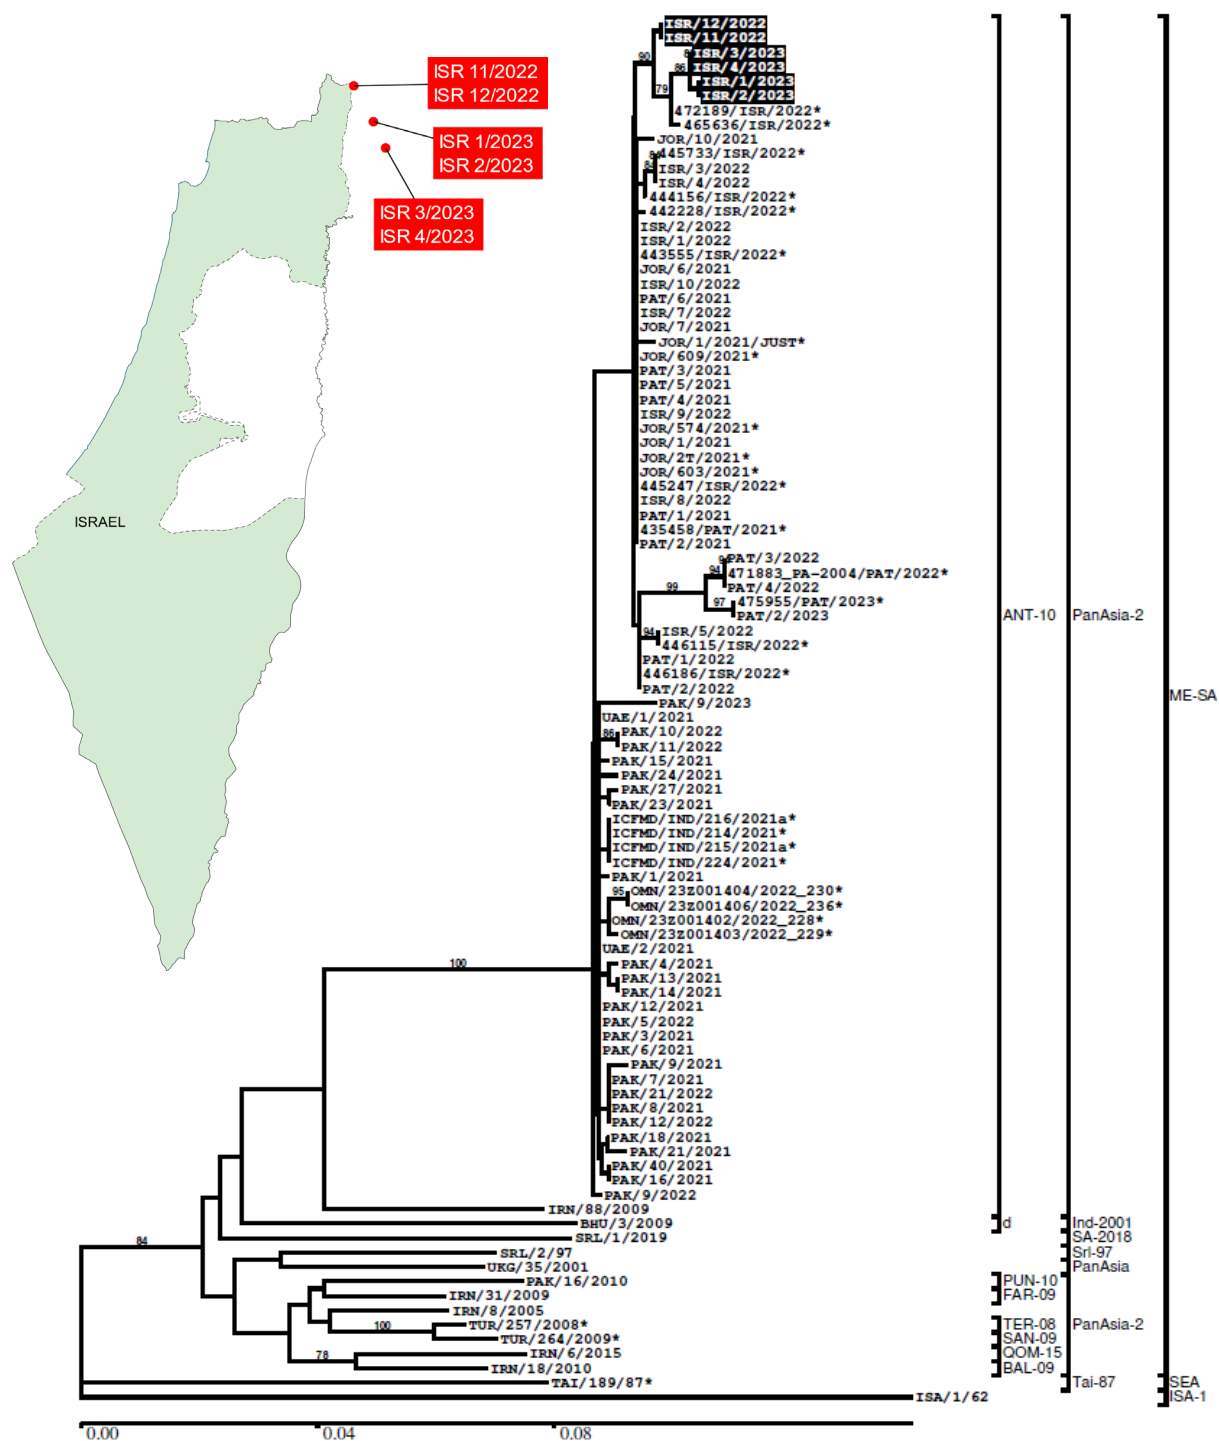 ISR 11/2022
ISR 12/2022
ISR 1/2023
ISR 2/2023
ISR 3/2023
ISR 4/2023
ISRAEL
ISR/12/2022
ISR/11/2022
90
ISR/3/2023
ISR/4/2023
86
ISR/1/2023
79
ISR/2/2023
472189/ISR/2022*
465636/ISR/2022*
JOR/10/2021
445733/ISR/2022*
ISR/3/2022
ISR/4/2022
444156/ISR/2022*
442228/ISR/2022*
ISR/2/2022
ISR/1/2022
443555/ISR/2022*
JOR/6/2021
ISR/10/2022
PAT/6/2021
ISR/7/2022
JOR/7/2021
JOR/1/2021/JUST*
JOR/609/2021*
PAT/3/2021
PAT/5/2021
PAT/4/2021
ISR/9/2022
JOR/574/2021*
JOR/1/2021
JOR/2T/2021*
JOR/603/2021*
445247/ISR/2022*
ISR/8/2022
PAT/1/2021
435458/PAT/2021*
PAT/2/2021
PAT/3/2022
94
471883_PA-2004/PAT/2022*
99
PAT/4/2022
97
475955/PAT/2023*
PAT/2/2023
ANT-10
PanAsia-2
94
ISR/5/2022
446115/ISR/2022*
PAT/1/2022
446186/ISR/2022*
PAT/2/2022
ME-SA
PAK/9/2023
UAE/1/2021
86
PAK/10/2022
PAK/11/2022
PAK/15/2021
PAK/24/2021
PAK/27/2021
PAK/23/2021
ICFMD/IND/216/2021a*
ICFMD/IND/214/2021*
ICFMD/IND/215/2021a*
ICFMD/IND/224/2021*
PAK/1/2021
95
OMN/23Z001404/2022_230*
OMN/23Z001406/2022_236*
OMN/23Z001402/2022_228*
OMN/23Z001403/2022_229*
UAE/2/2021
100
PAK/4/2021
PAK/13/2021
PAK/14/2021
PAK/12/2021
PAK/5/2022
PAK/3/2021
PAK/6/2021
PAK/9/2021
PAK/7/2021
PAK/21/2022
PAK/8/2021
PAK/12/2022
PAK/18/2021
PAK/21/2021
PAK/40/2021
PAK/16/2021
PAK/9/2022
IRN/88/2009
BHU/3/2009
d
Ind-2001
84
SRL/1/2019
SA-2018
SRL/2/97
Srl-97
UKG/35/2001
PanAsia
PAK/16/2010
PUN-10
IRN/31/2009
FAR-09
IRN/8/2005
100
TUR/257/2008*
TER-08
PanAsia-2
TUR/264/2009*
SAN-09
78
IRN/6/2015
QOM-15
IRN/18/2010
BAL-09
TAI/189/87*
Tai-87
SEA
ISA/1/62
ISA-1
0.00
0.04
0.08